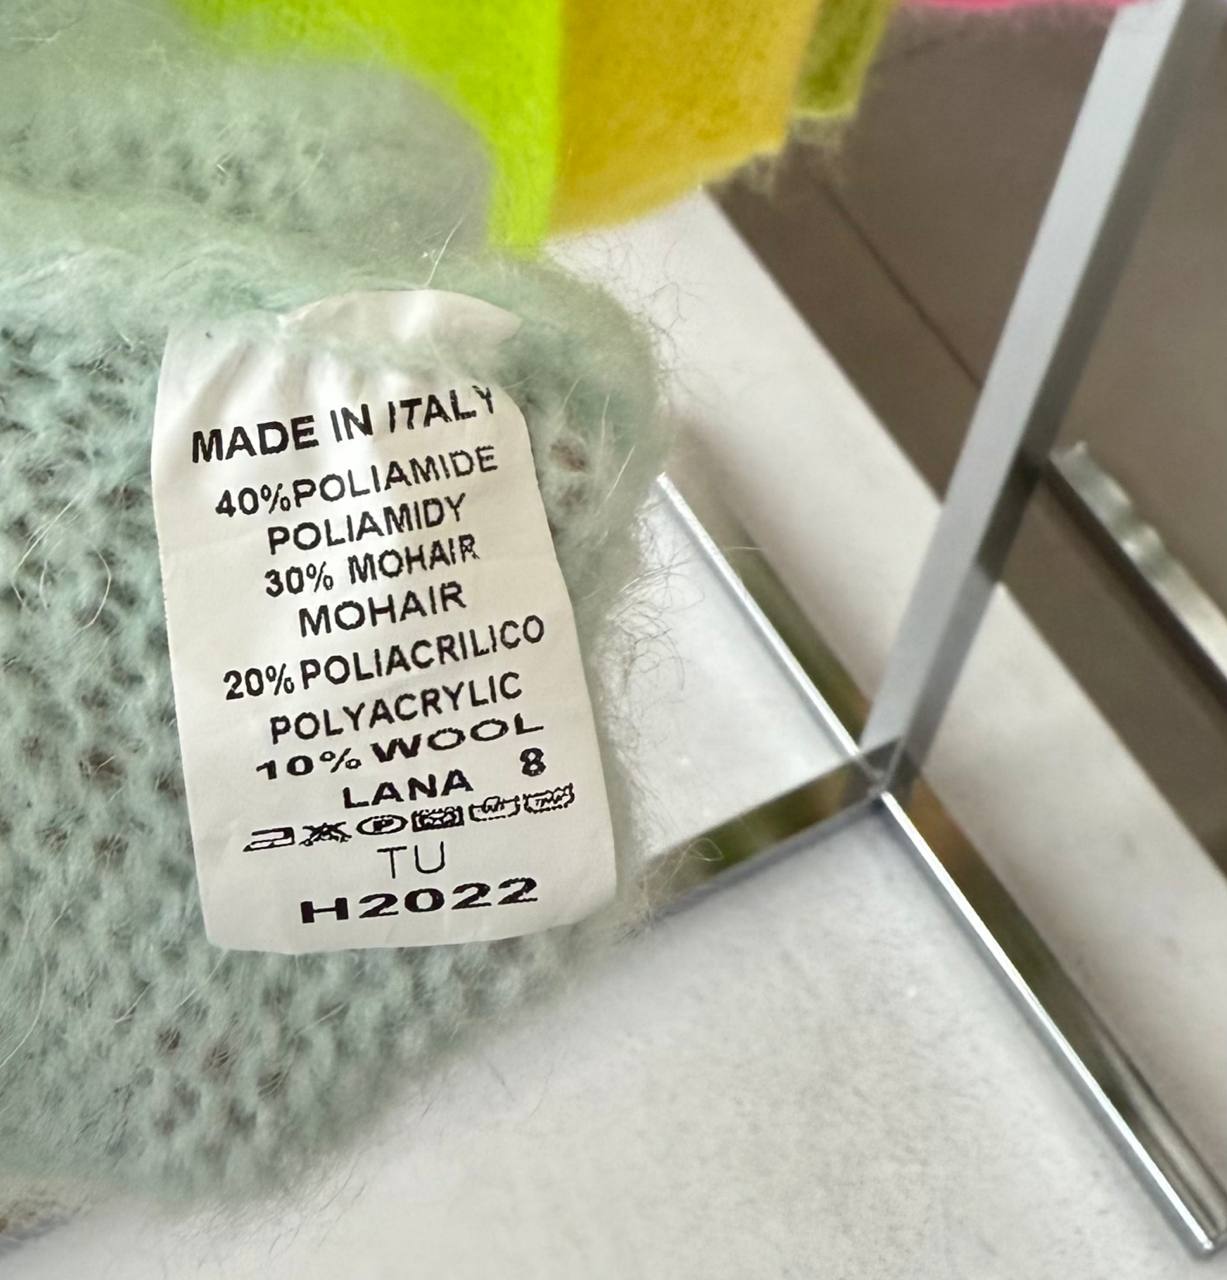 MADE IN ITALY
40%POLIAMIDE
POLIAMIDY
30% MOHAIR
MOHAIR
20%POLIACRILICO
POLYACRYLIC
10%WOOL
LANA 8
P
TU
H2022